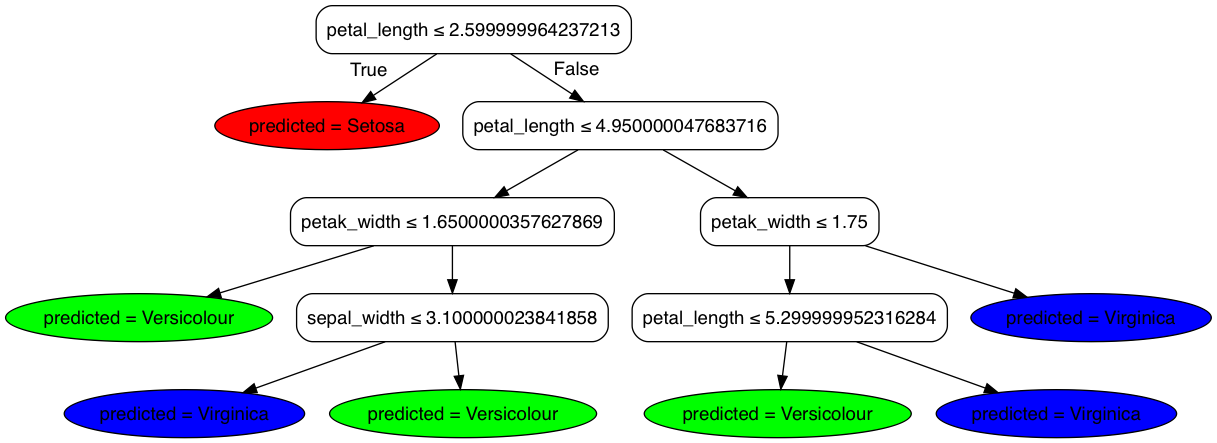 petal_length ≤ 2.599999964237213
True
False
predicted = Setosa
petal_length ≤ 4.950000047683716
petak_width ≤ 1.6500000357627869
petak_width ≤ 1.75
predicted = Versicolour
sepal_width ≤ 3.100000023841858
petal_length ≤ 5.299999952316284
predicted = Virginica
predicted = Virginica
predicted = Versicolour
predicted = Versicolour
predicted = Virginica